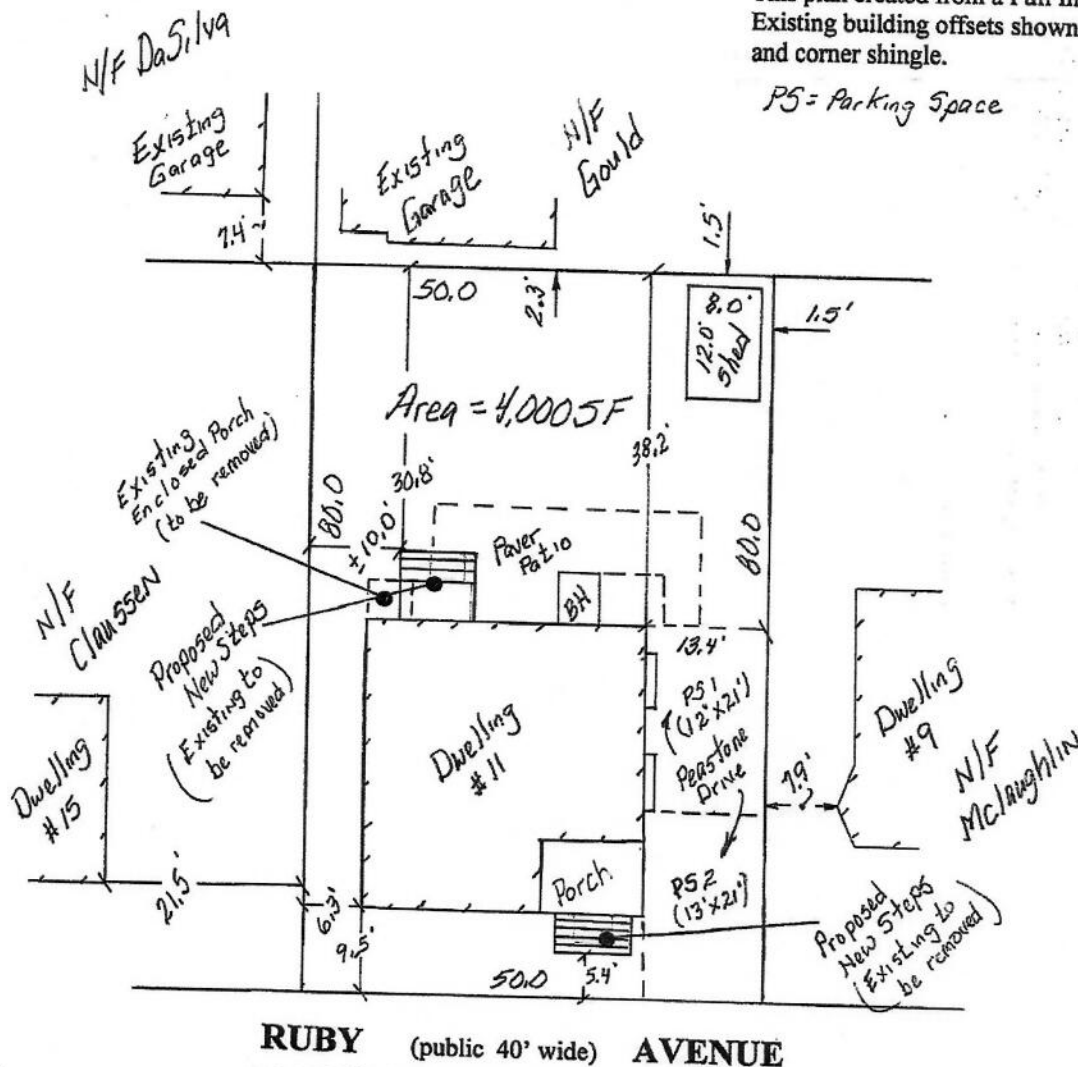 This plan created from a
Existing building offsets shown
and corner shingle.
PS = Parking Space
N/F DaSilva
Existing
Garage
7.4'
Existing
Garage
N/F
Gould
50.0
2.3'
1.5'
12.0' 8.0'
Shed
1.5'
Area = 4,000SF
Existing
Enclosed Porch
(to be removed)
80.0
30.8'
38.2'
80.0
±10.0'
Paver
Patio
BH
N/F
Claussen
Proposed
New Steps
(Existing to
be removed)
13.4'
Dwelling
#15
Dwelling
#11
PS 1
(12'X21')
Peastone
Drive
7.9'
Dwelling
#9
N/F
Mclaughlin
Porch
PS 2
(13'X21')
21.5'
6.3'
9.5'
50.0
5.4'
Proposed
New Steps
(Existing to
be removed)
RUBY (public 40' wide) AVENUE